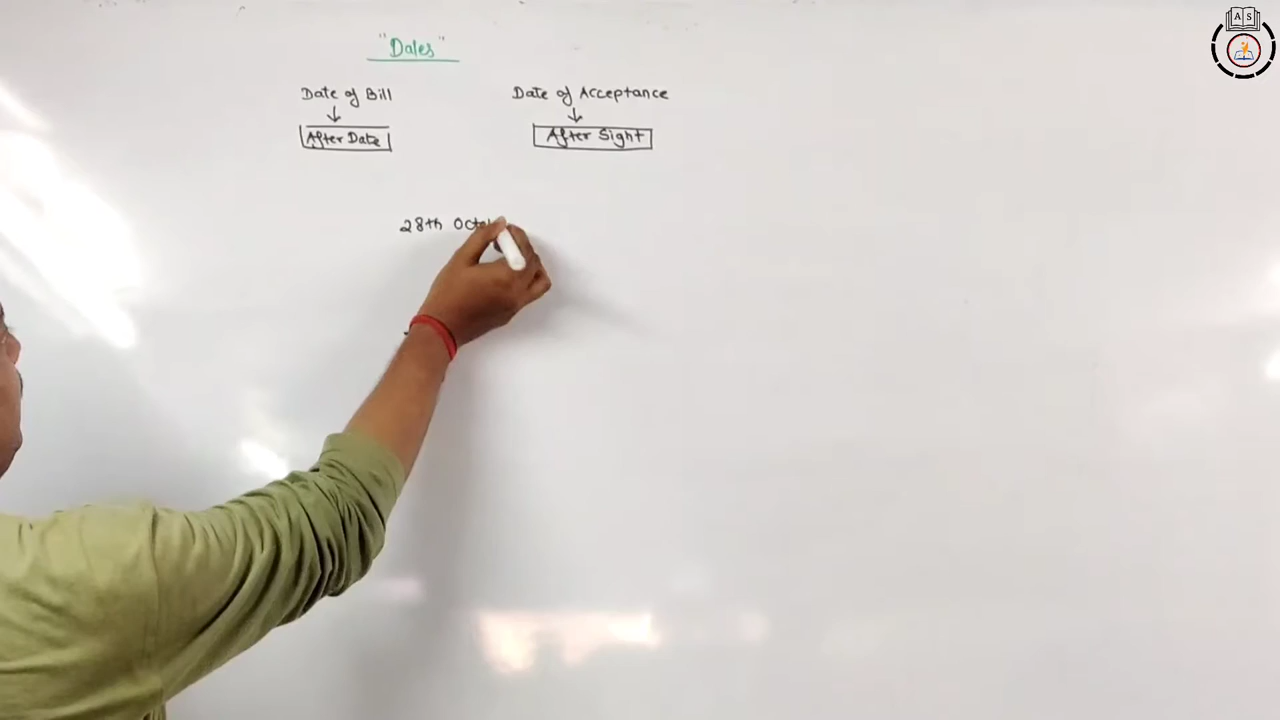 "Dates"
Date of Bill Date of Acceptance
After Date After Sight
28th
A S